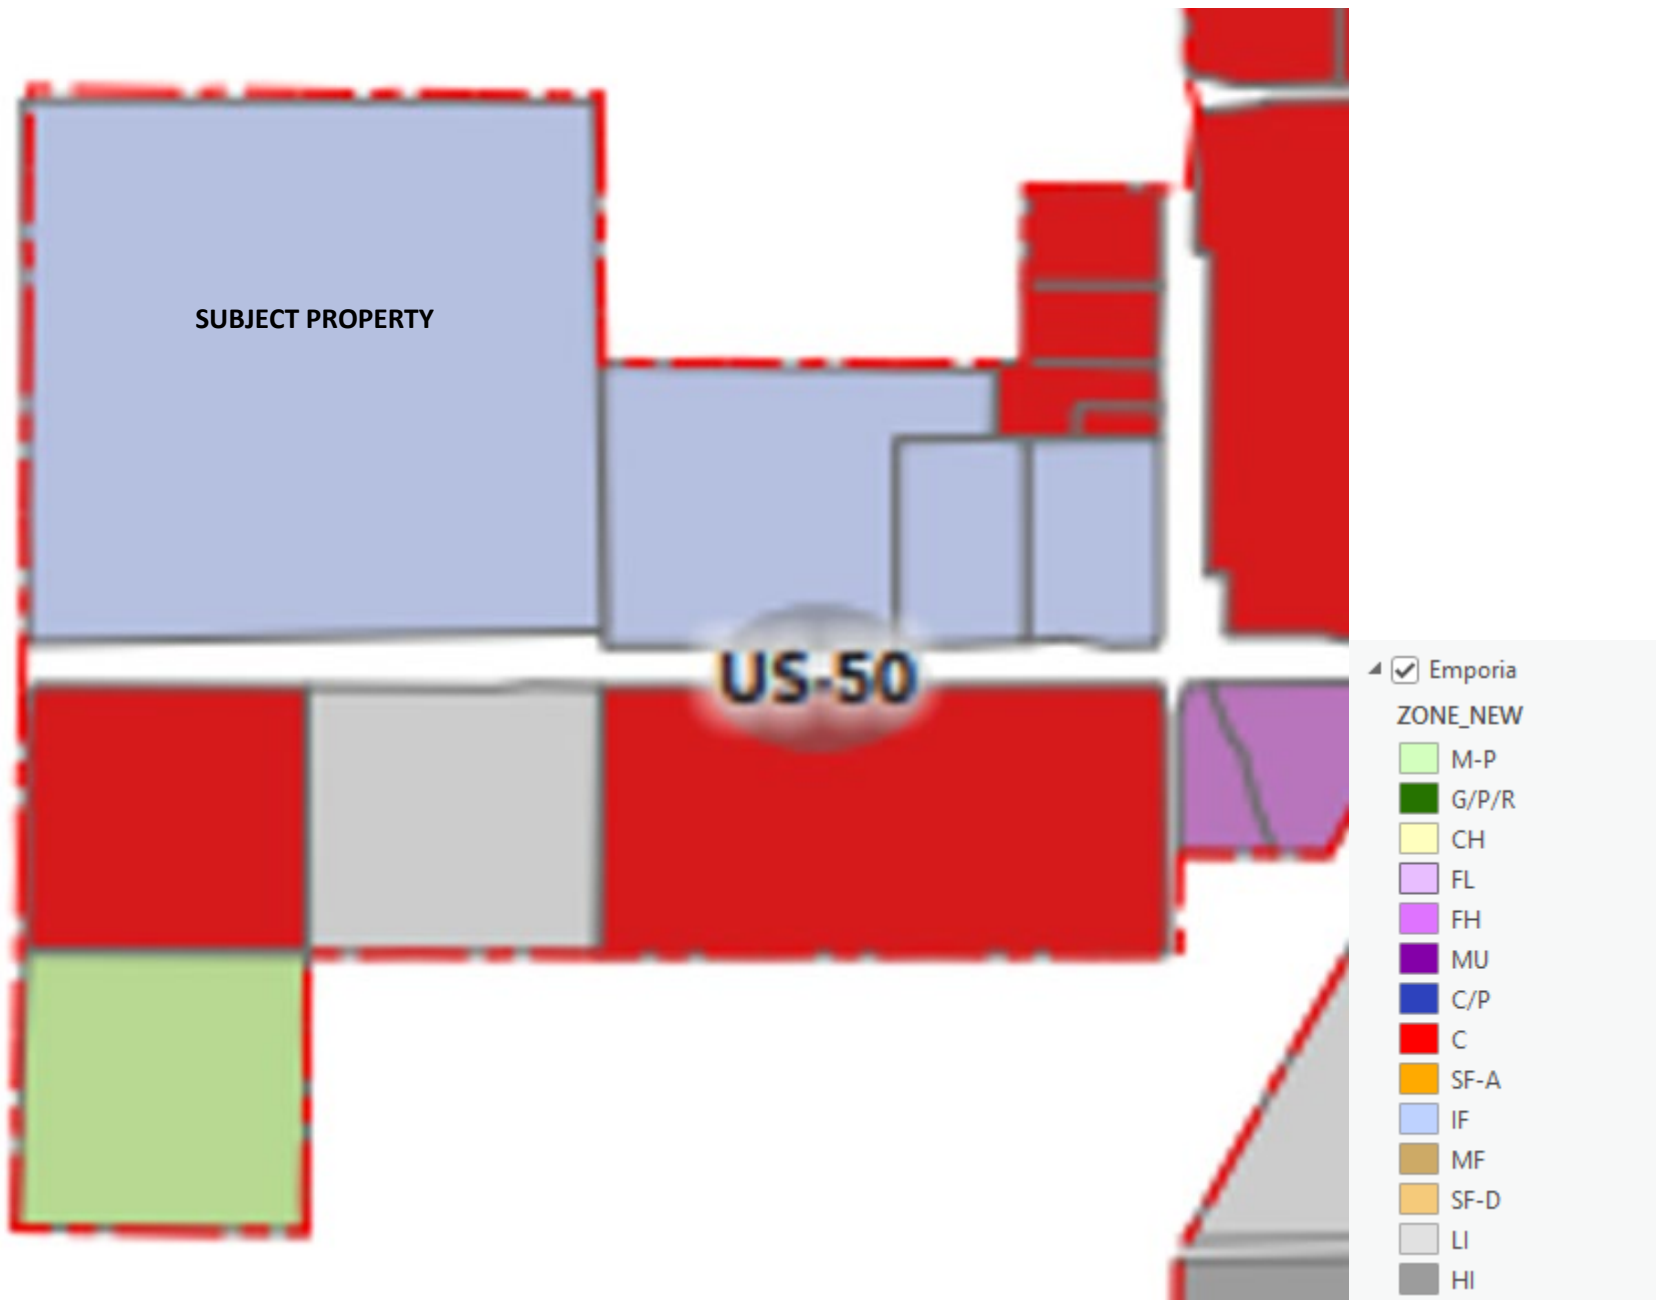 SUBJECT PROPERTY
US-50
Emporia
ZONE_NEW
M-P
G/P/R
CH
FL
FH
MU
C/P
C
SF-A
IF
MF
SF-D
LI
HI